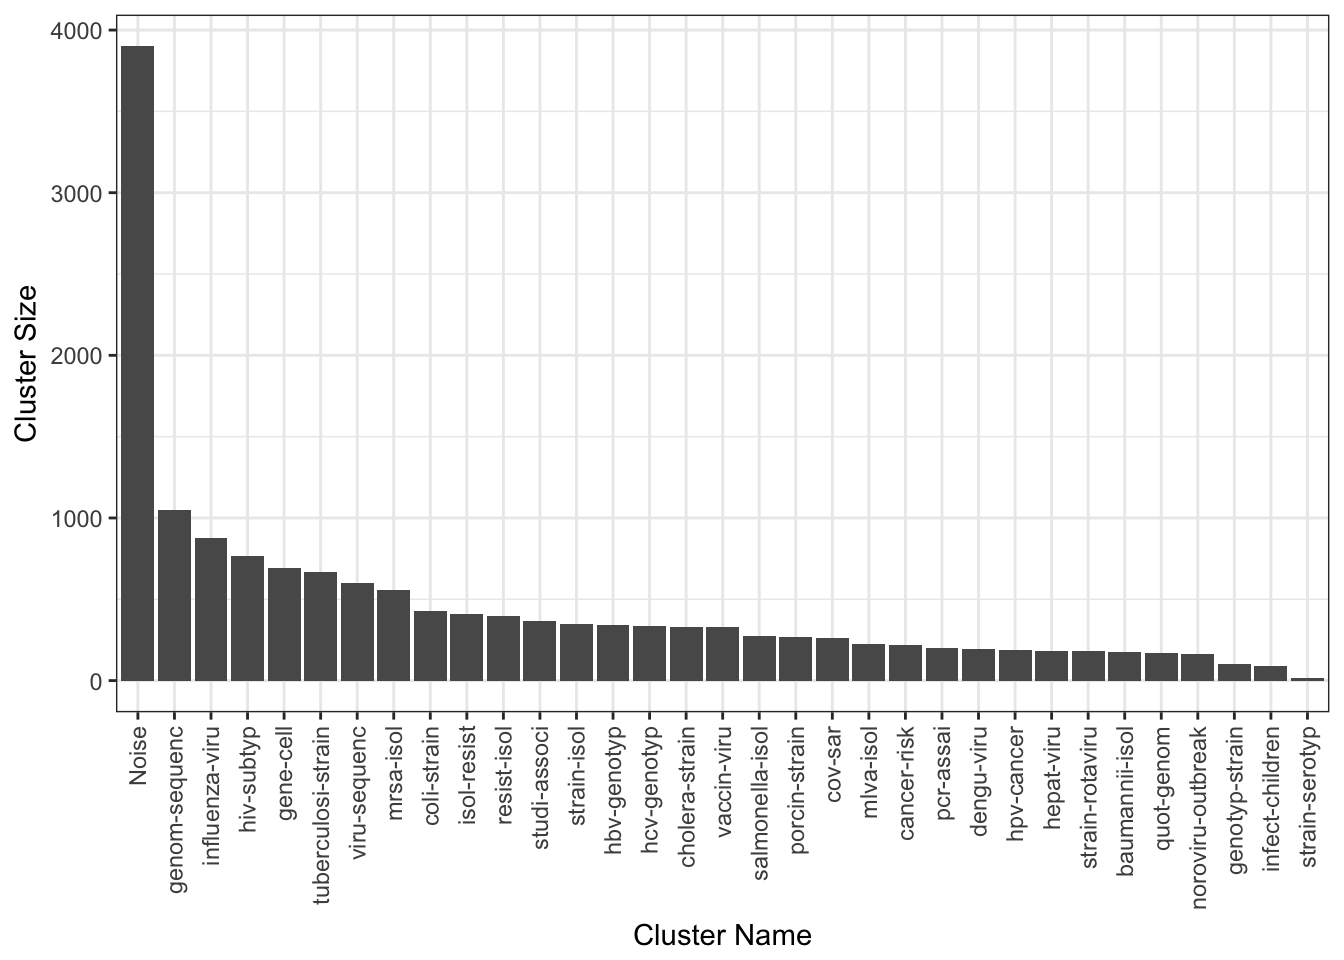 4000
3000
2000
1000
0
Cluster Size
Noise
genom-sequenc
influenza-viru
hiv-subtyp
gene-cell
tuberculosi-strain
viru-sequenc
mrsa-isol
coli-strain
isol-resist
resist-isol
studi-associ
strain-isol
hbv-genotyp
hcv-genotyp
cholera-strain
vaccin-viru
salmonella-isol
porcin-strain
cov-sar
mlva-isol
cancer-risk
pcr-assai
dengu-viru
hpv-cancer
hepat-viru
strain-rotaviru
baumannii-isol
quot-genom
noroviru-outbreak
genotyp-strain
infect-children
strain-serotyp
Cluster Name